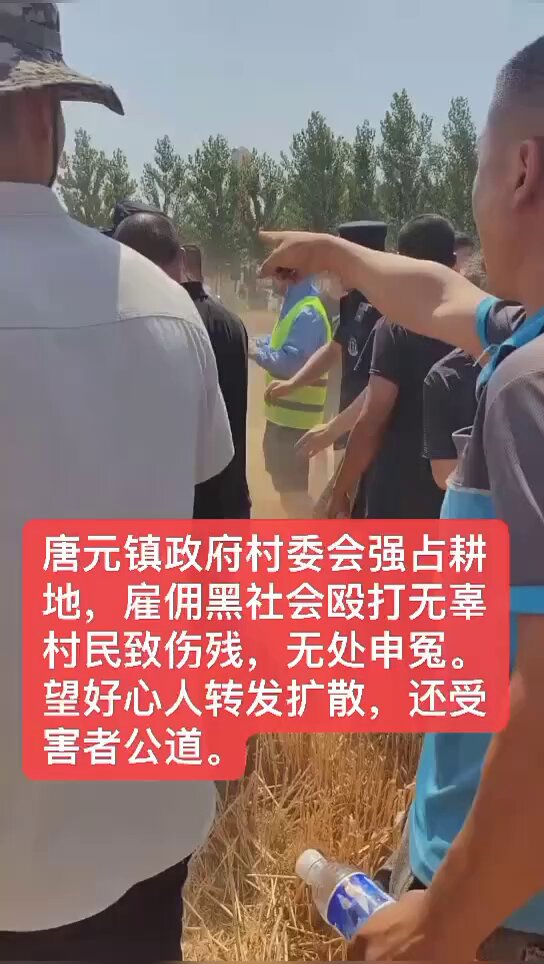 唐元镇政府村委会强占耕
地，雇佣黑社会殴打无辜
村民致伤残，无处申冤。
望好心人转发扩散，还受
害者公道。